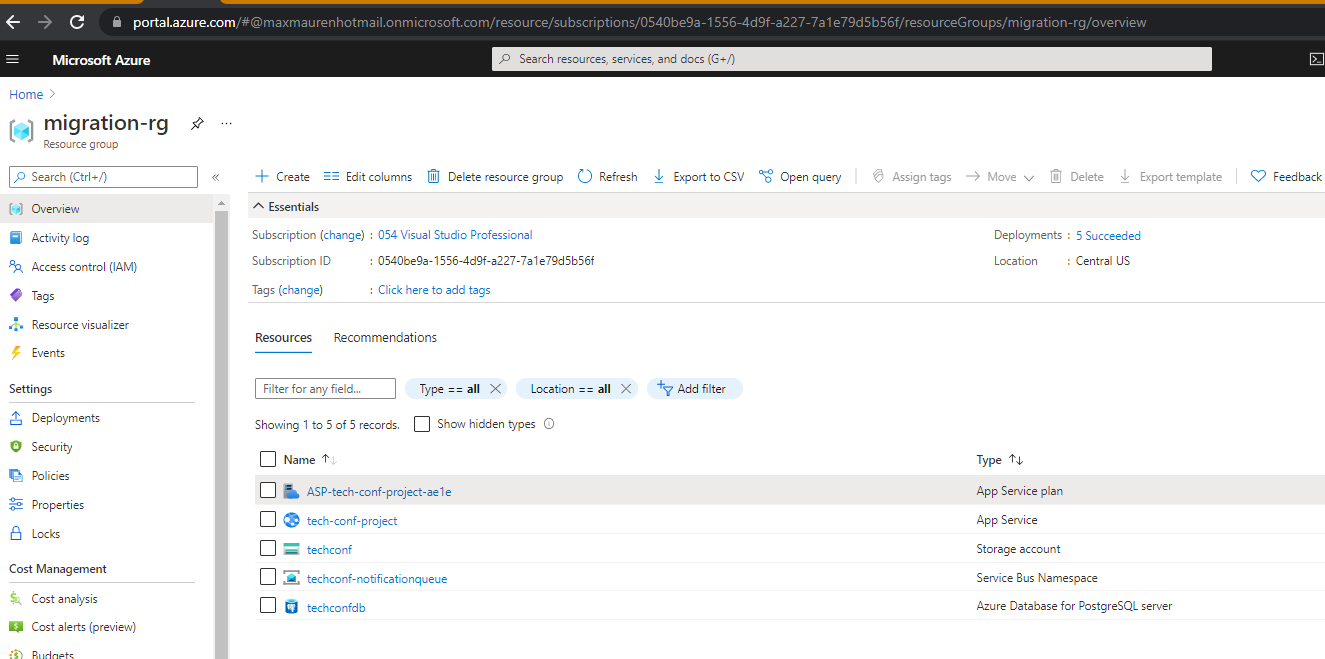 portal.azure.com/#@maxmaurenhotmail.onmicrosoft.com/resource/subscriptions/0540be9a-1556-4d9f-a227-7a1e79d5b56f/resourceGroups/migration-rg/overview
Microsoft Azure
Search resources, services, and docs (G+/)
Home
migration-rg
Resource group
Search (Ctrl+/)
Create Edit columns Delete resource group Refresh Export to CSV Open query Assign tags Move Delete Export template Feedback
Overview
Activity log
Access control (IAM)
Tags
Resource visualizer
Events
Settings
Deployments
Security
Policies
Properties
Locks
Cost Management
Cost analysis
Cost alerts (preview)
Budgets
Essentials
Subscription (change) : 054 Visual Studio Professional
Subscription ID : 0540be9a-1556-4d9f-a227-7a1e79d5b56f
Tags (change) : Click here to add tags
Deployments : 5 Succeeded
Location : Central US
Resources Recommendations
Filter for any field... Type == all Location == all Add filter
Showing 1 to 5 of 5 records. Show hidden types
Name Type
ASP-tech-conf-project-ae1e App Service plan
tech-conf-project App Service
techconf Storage account
techconf-notificationqueue Service Bus Namespace
techconfdb Azure Database for PostgreSQL server